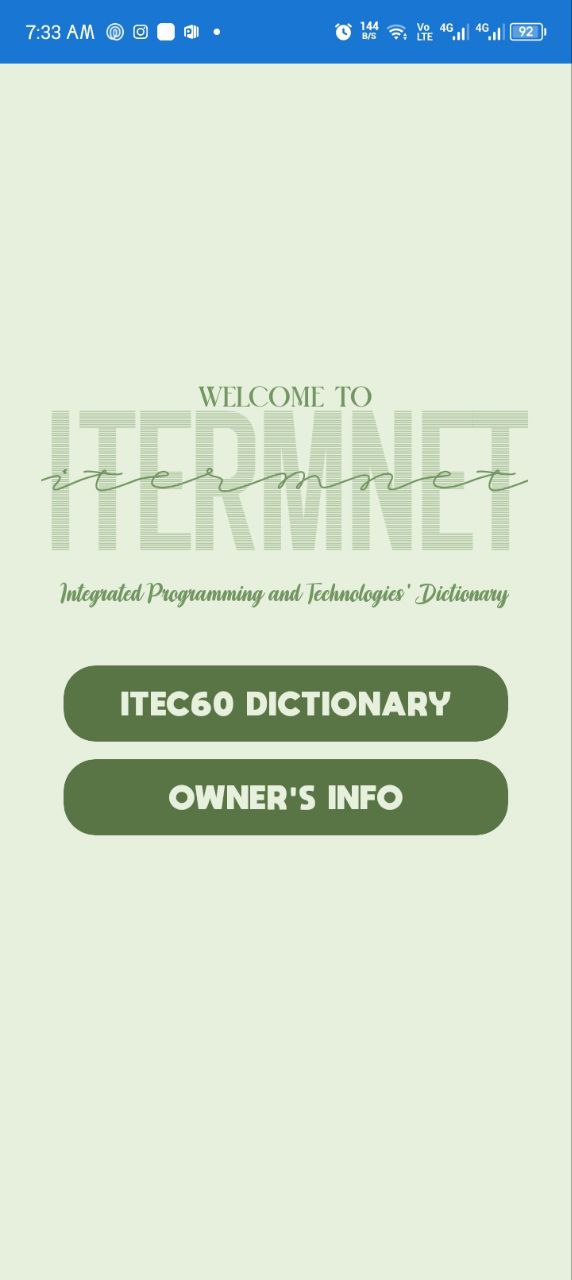 7:33 AM 144 B/S Vo LTE 4G 4G 92
WELCOME TO
ITERMNET
itermnet
Integrated Programming and Technologies' Dictionary
ITEC60 DICTIONARY
OWNER'S INFO